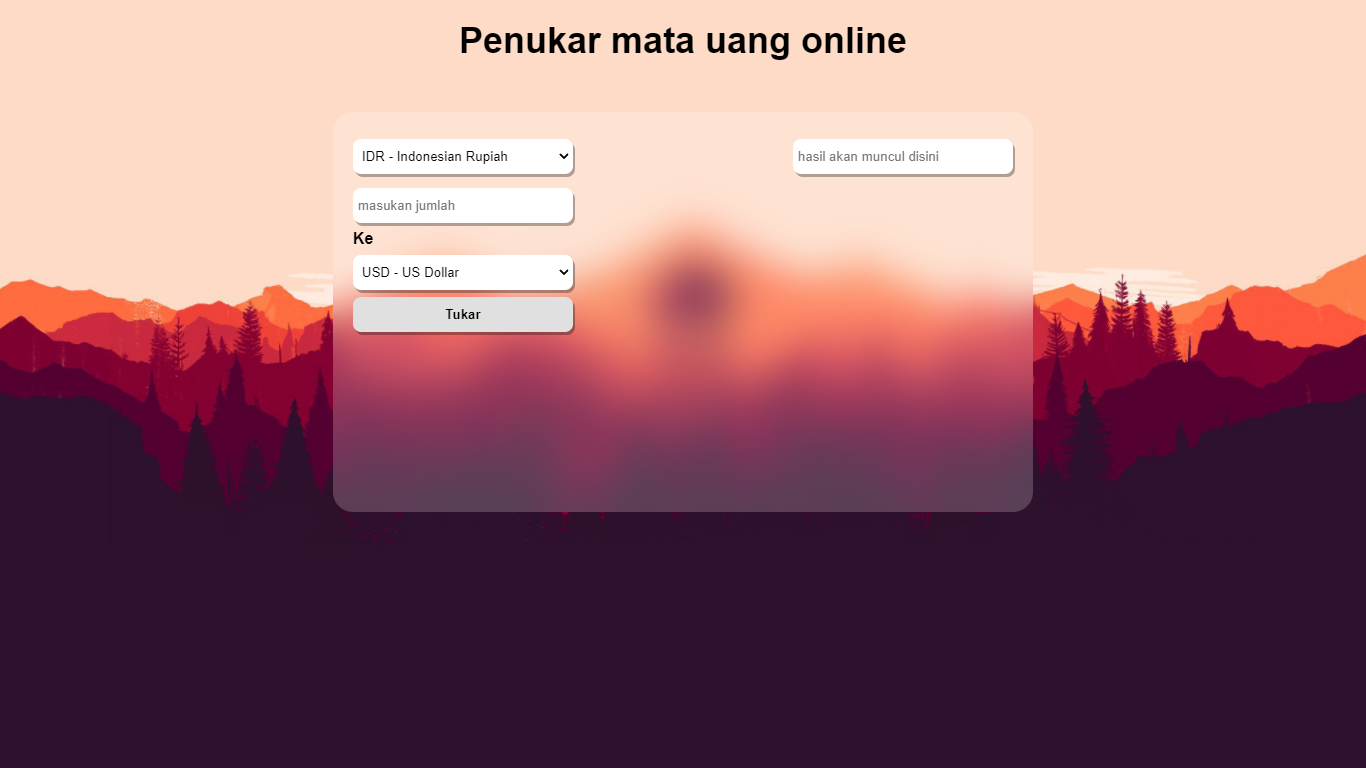 Penukar mata uang online
IDR - Indonesian Rupiah
masukan jumlah
Ke
USD - US Dollar
Tukar
hasil akan muncul disini